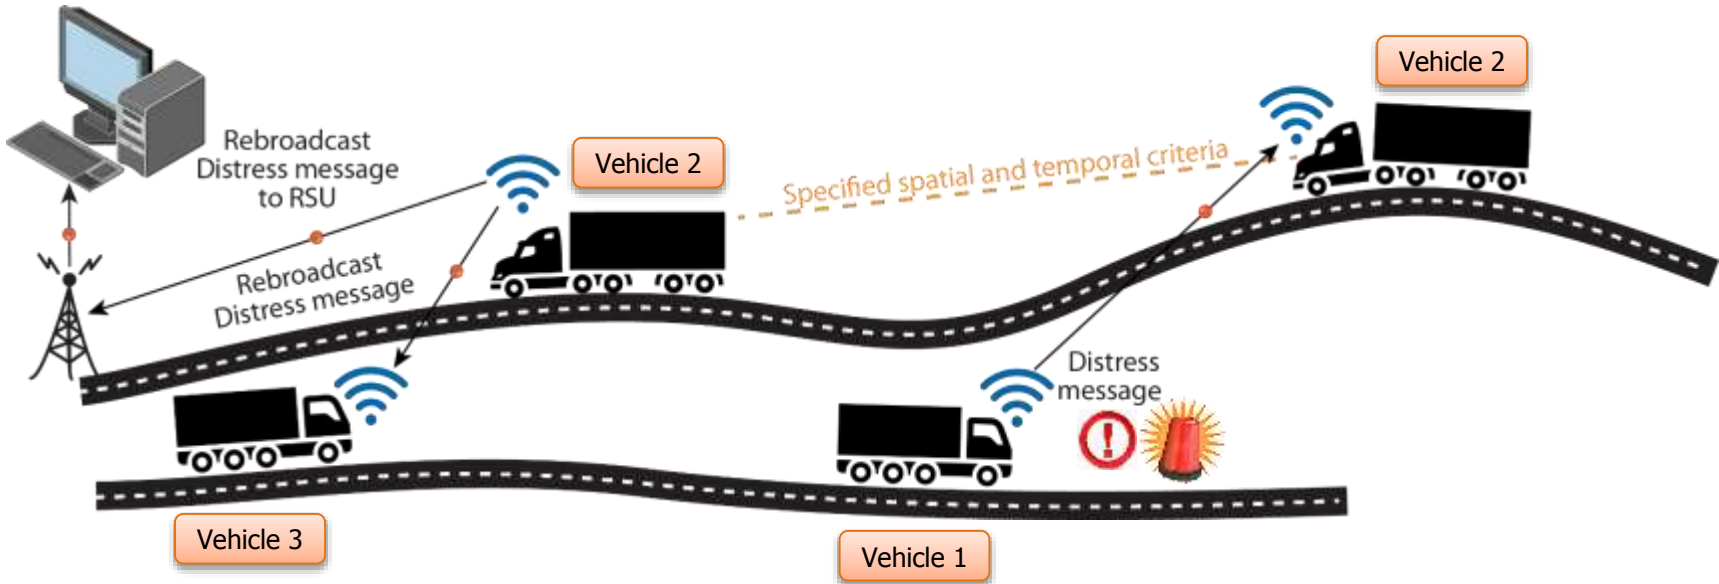 Vehicle 2
Rebroadcast
Distress message
to RSU
Vehicle 2
Specified spatial and temporal criteria
Rebroadcast
Distress message
Distress
message
Vehicle 3
Vehicle 1